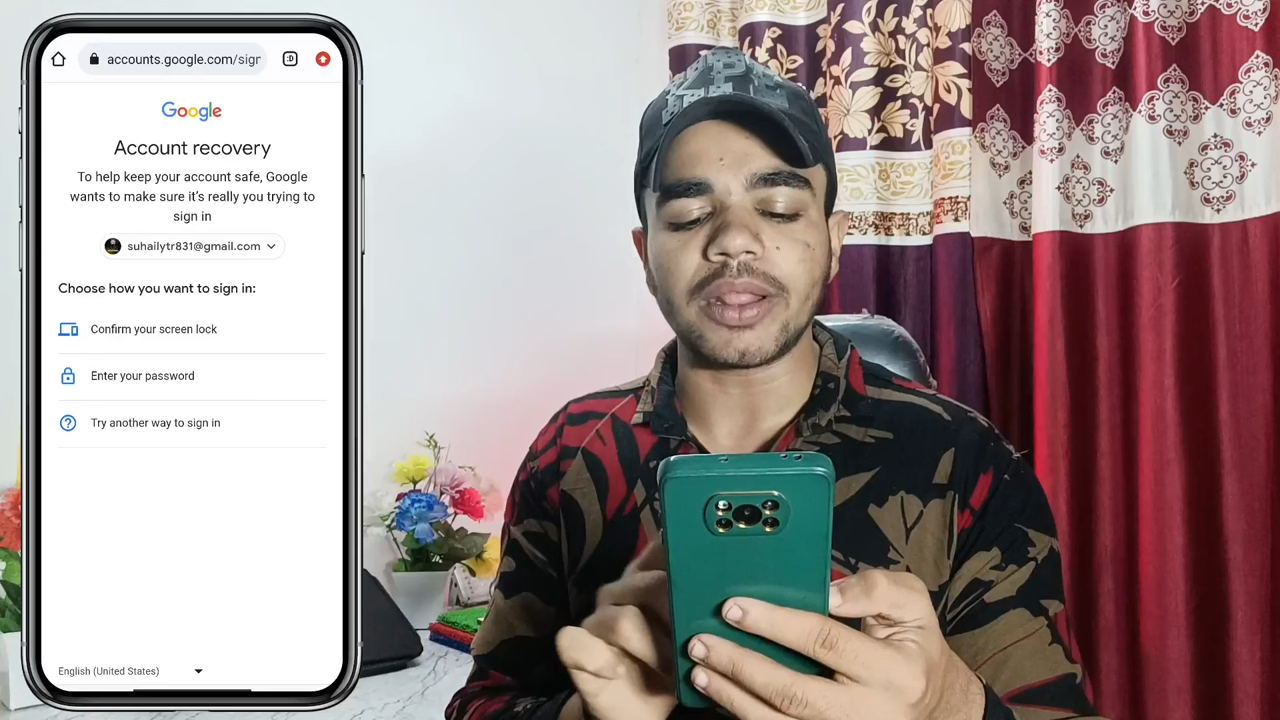 accounts.google.com/sigr
:D
Google
Account recovery
To help keep your account safe, Google
wants to make sure it's really you trying to
sign in
suhailytr831@gmail.com
Choose how you want to sign in:
Confirm your screen lock
Enter your password
Try another way to sign in
English (United States)